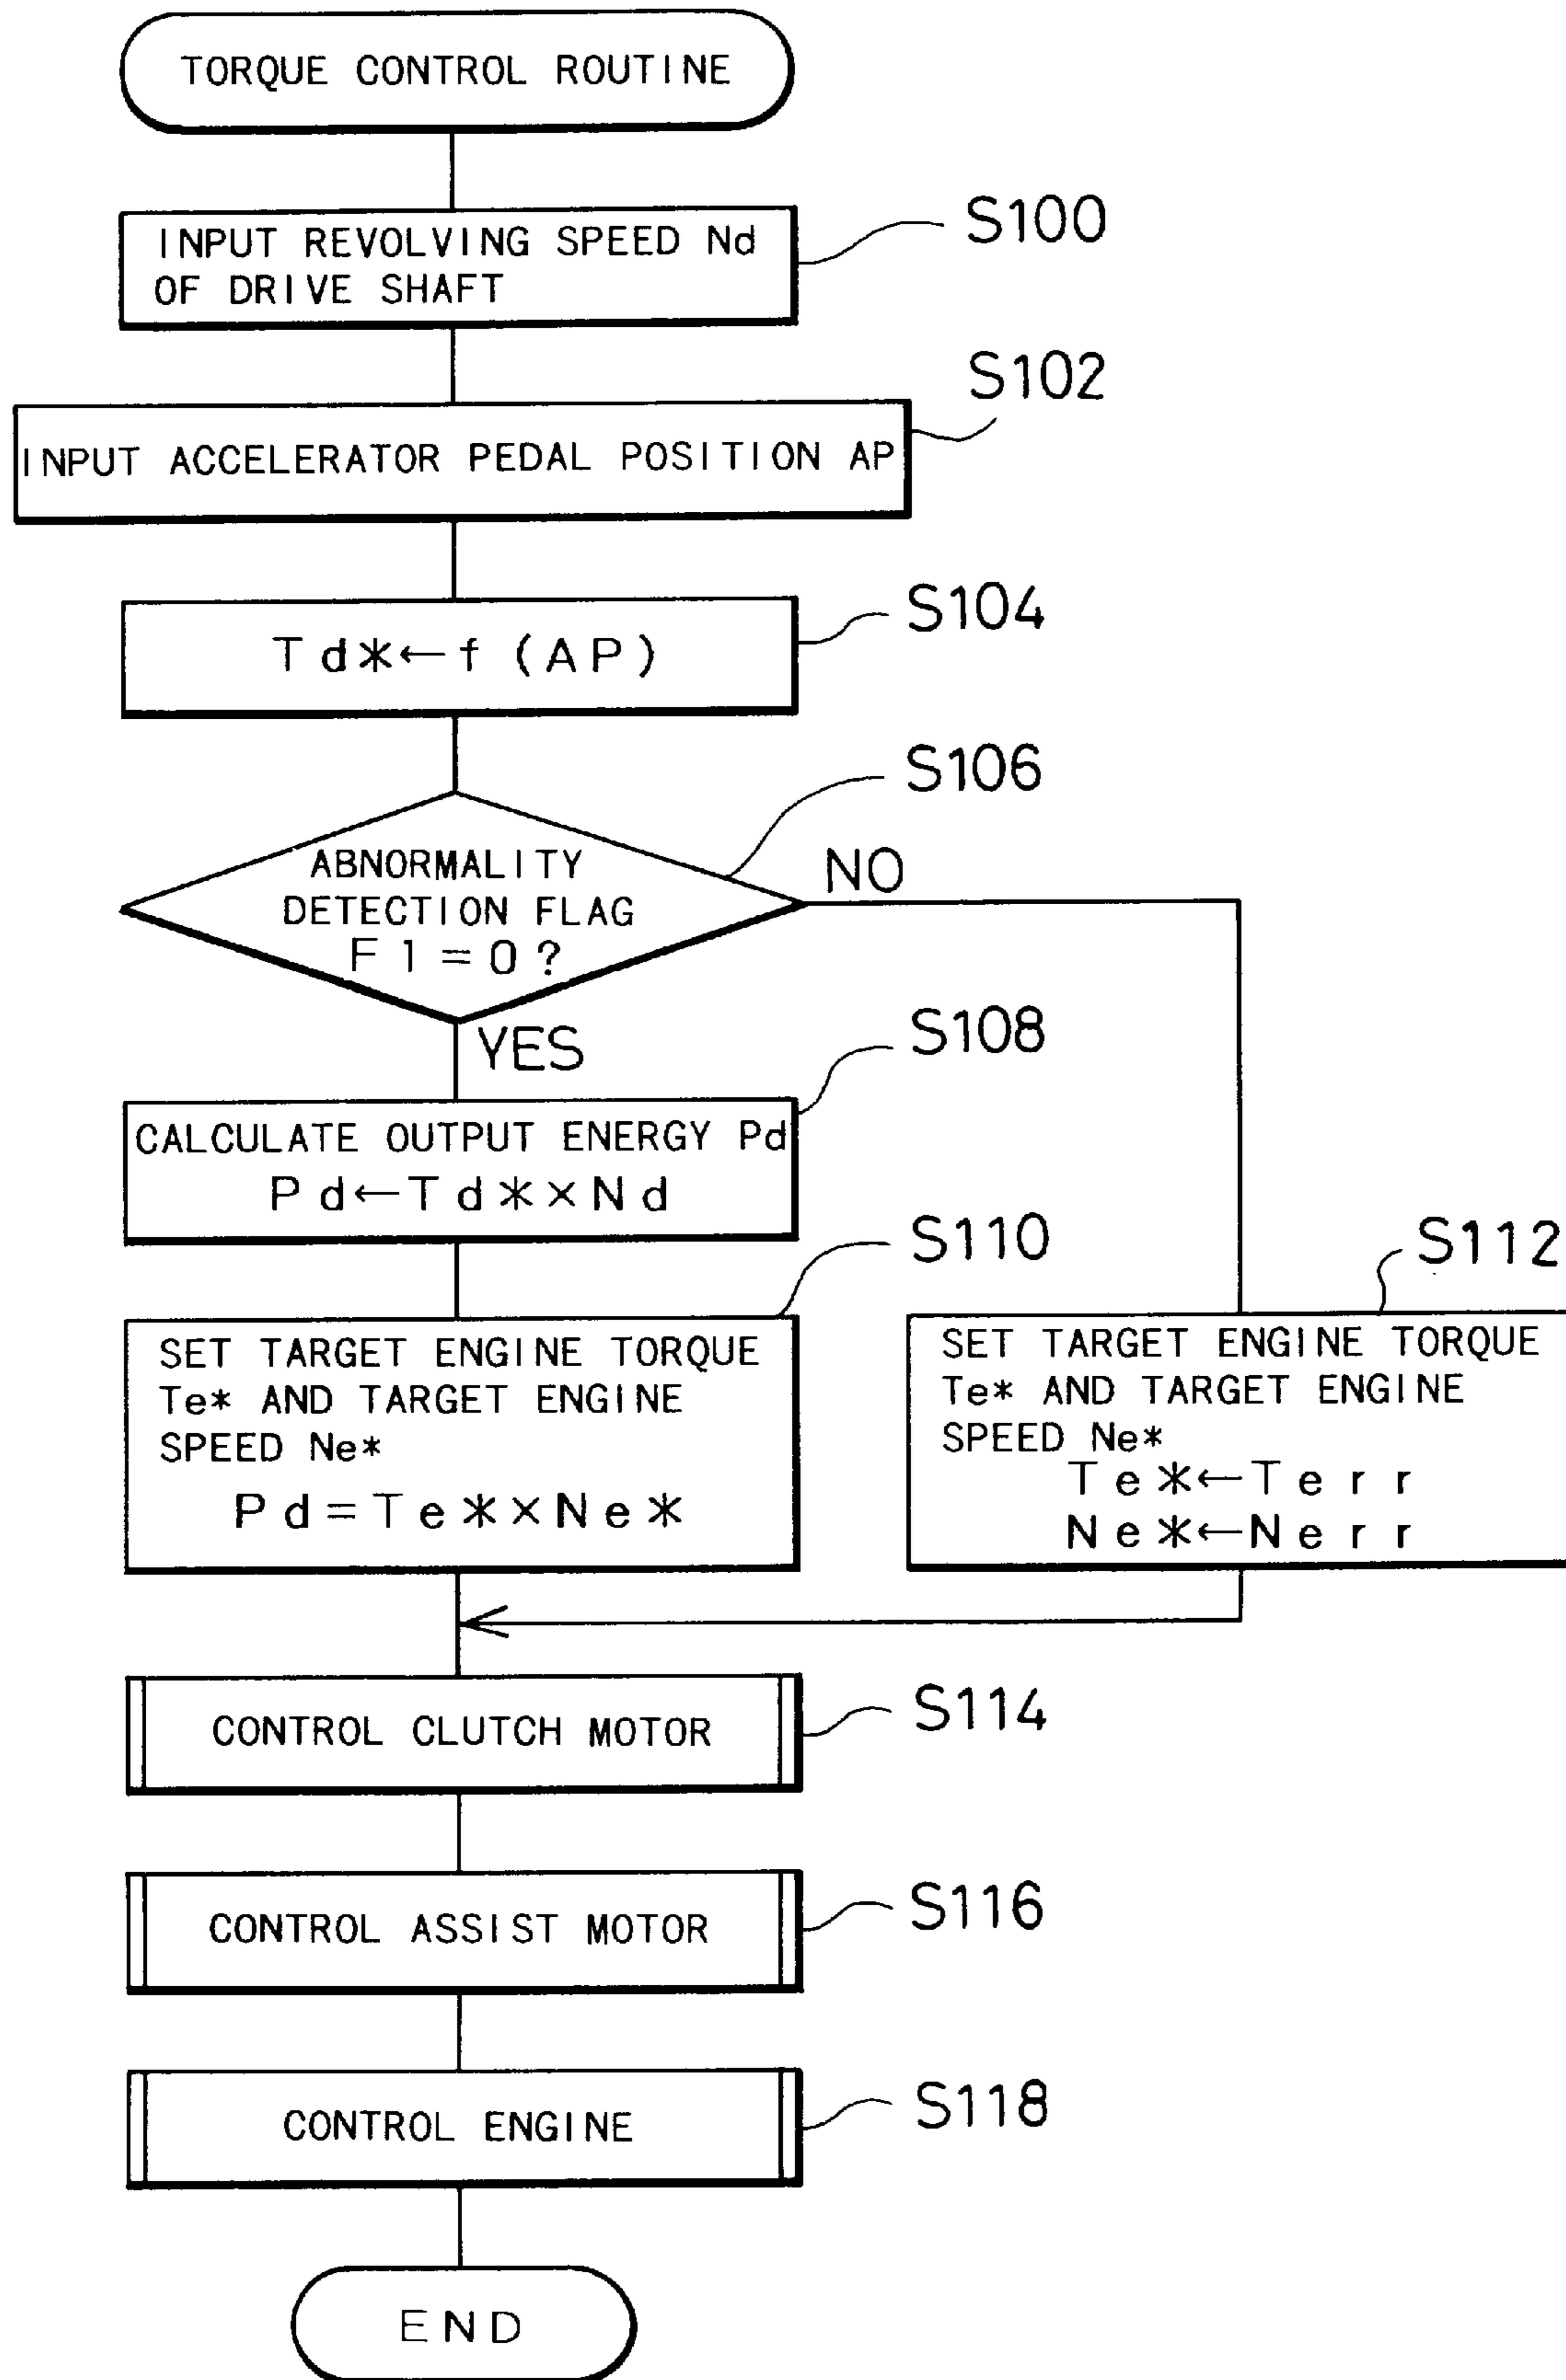 TORQUE CONTROL ROUTINE
INPUT REVOLVING SPEED Nd
OF DRIVE SHAFT
S100
INPUT ACCELERATOR PEDAL POSITION AP
S102
Td*←f(AP)
S104
ABNORMALITY
DETECTION FLAG
F1=0?
S106
NO
YES
CALCULATE OUTPUT ENERGY Pd
Pd←Td*×Nd
S108
SET TARGET ENGINE TORQUE
Te* AND TARGET ENGINE
SPEED Ne*
Pd=Te*×Ne*
S110
SET TARGET ENGINE TORQUE
Te* AND TARGET ENGINE
SPEED Ne*
Te*←Terr
Ne*←Nerr
S112
CONTROL CLUTCH MOTOR
S114
CONTROL ASSIST MOTOR
S116
CONTROL ENGINE
S118
END